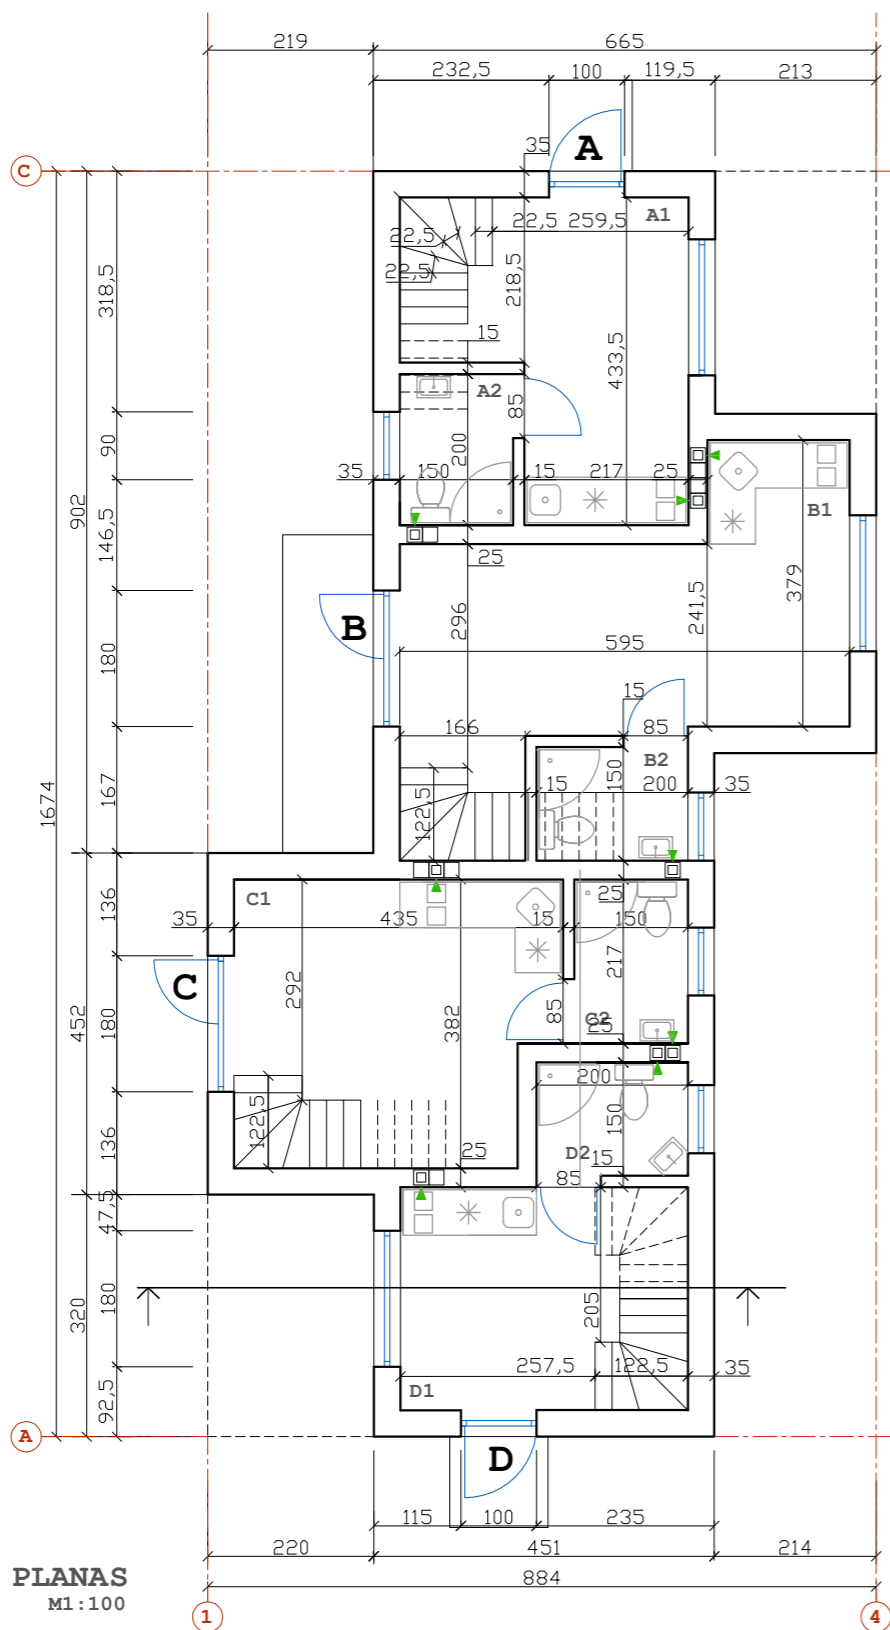 219 665
232,5 100 119,5 213
35 A
C
A1
22,5 22,5 259,5
22,5
318,5 218,5
15
433,5
A2
85
90 200
35 150 15 217 25
902 B1
146,5
25
379
296 241,5
B
595
180
15
166 85
B2
150
1674 167 15 200 35
122,5
136 C1 25
35 435 15 150
217
C 292
452 180 382 85 C2
25
200
122,5 150
136 25 D2 15
85
47,5
320 180 205
257,5 122,5 35
92,5 D1
A
D
115 100 235
220 451 214
PLANAS
884
M1:100
1 4